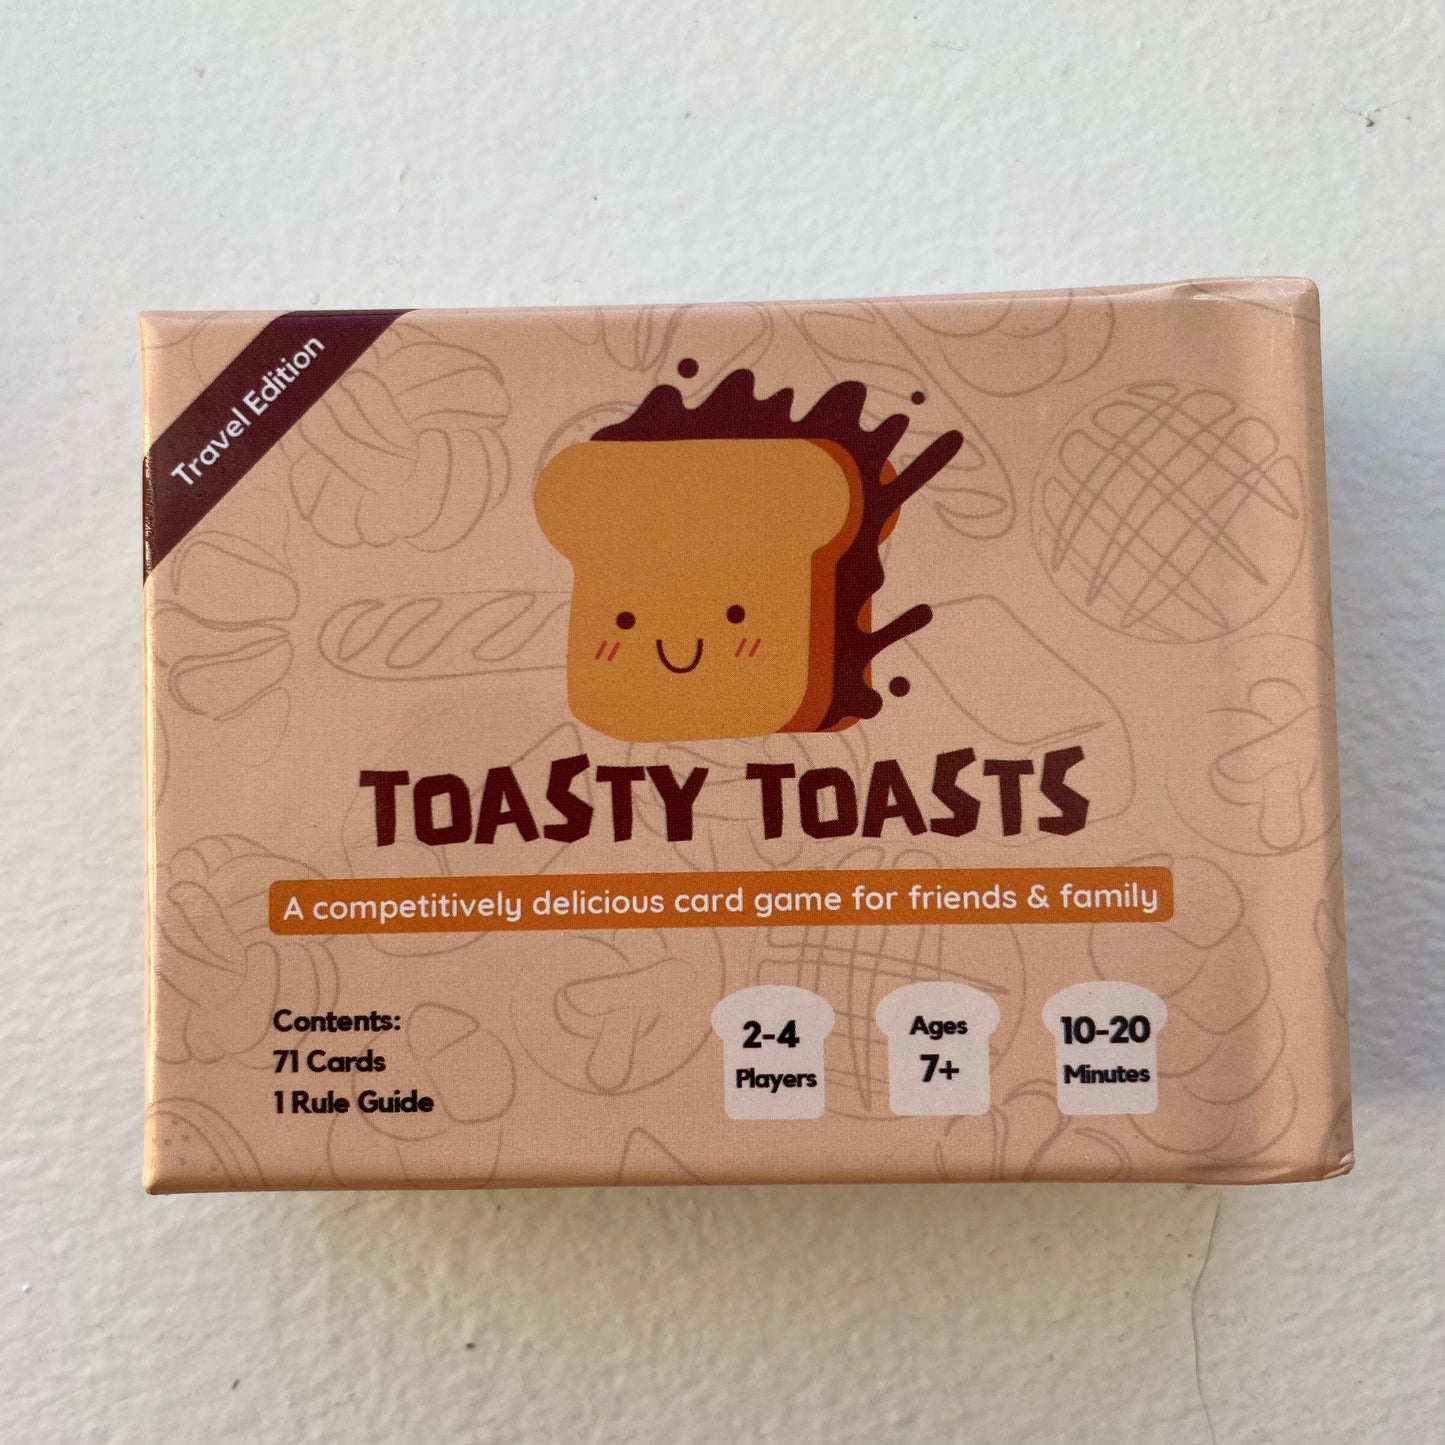 Travel Edition
TOASTY TOASTS
A competitively delicious card game for friends & family
Contents:
71 Cards
1 Rule Guide
2-4
Players
Ages
7+
10-20
Minutes